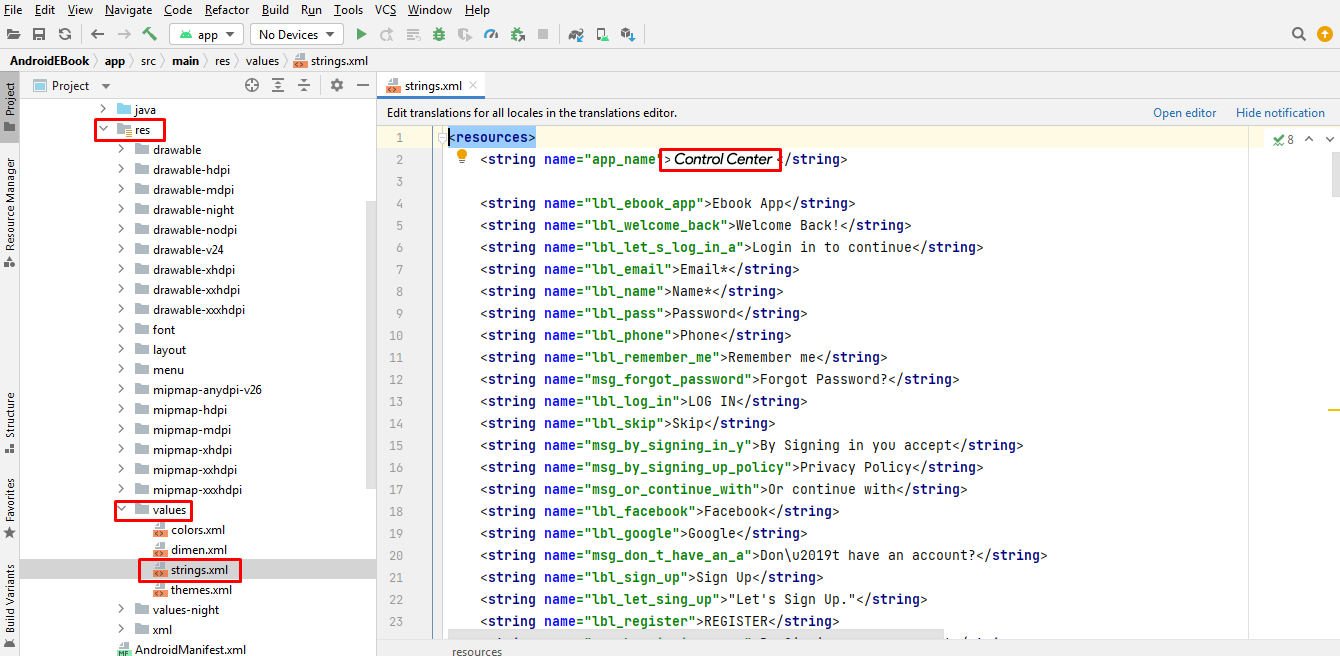 File Edit View Navigate Code Refactor Build Run Tools VCS Window Help
app No Devices
AndroidEBook app src main res values strings.xml
Project
strings.xml
Edit translations for all locales in the translations editor. Open editor Hide notification
Project
Resource Manager
Structure
Favorites
Build Variants
java
res
drawable
drawable-hdpi
drawable-mdpi
drawable-night
drawable-nodpi
drawable-v24
drawable-xhdpi
drawable-xxhdpi
drawable-xxxhdpi
font
layout
menu
mipmap-anydpi-v26
mipmap-hdpi
mipmap-mdpi
mipmap-xhdpi
mipmap-xxhdpi
mipmap-xxxhdpi
values
colors.xml
dimen.xml
strings.xml
themes.xml
values-night
xml
AndroidManifest.xml
1 <resources>
2 <string name="app_name">Control Center</string>
3
4 <string name="lbl_ebook_app">Ebook App</string>
5 <string name="lbl_welcome_back">Welcome Back!</string>
6 <string name="lbl_let_s_log_in_a">Login in to continue</string>
7 <string name="lbl_email">Email*</string>
8 <string name="lbl_name">Name*</string>
9 <string name="lbl_pass">Password</string>
10 <string name="lbl_phone">Phone</string>
11 <string name="lbl_remember_me">Remember me</string>
12 <string name="msg_forgot_password">Forgot Password?</string>
13 <string name="lbl_log_in">LOG IN</string>
14 <string name="lbl_skip">Skip</string>
15 <string name="msg_by_signing_in_y">By Signing in you accept</string>
16 <string name="msg_by_signing_up_policy">Privacy Policy</string>
17 <string name="msg_or_continue_with">Or continue with</string>
18 <string name="lbl_facebook">Facebook</string>
19 <string name="lbl_google">Google</string>
20 <string name="msg_don_t_have_an_a">Don\u2019t have an account?</string>
21 <string name="lbl_sign_up">Sign Up</string>
22 <string name="lbl_let_sing_up">"Let's Sign Up."</string>
23 <string name="lbl_register">REGISTER</string>
8
resources